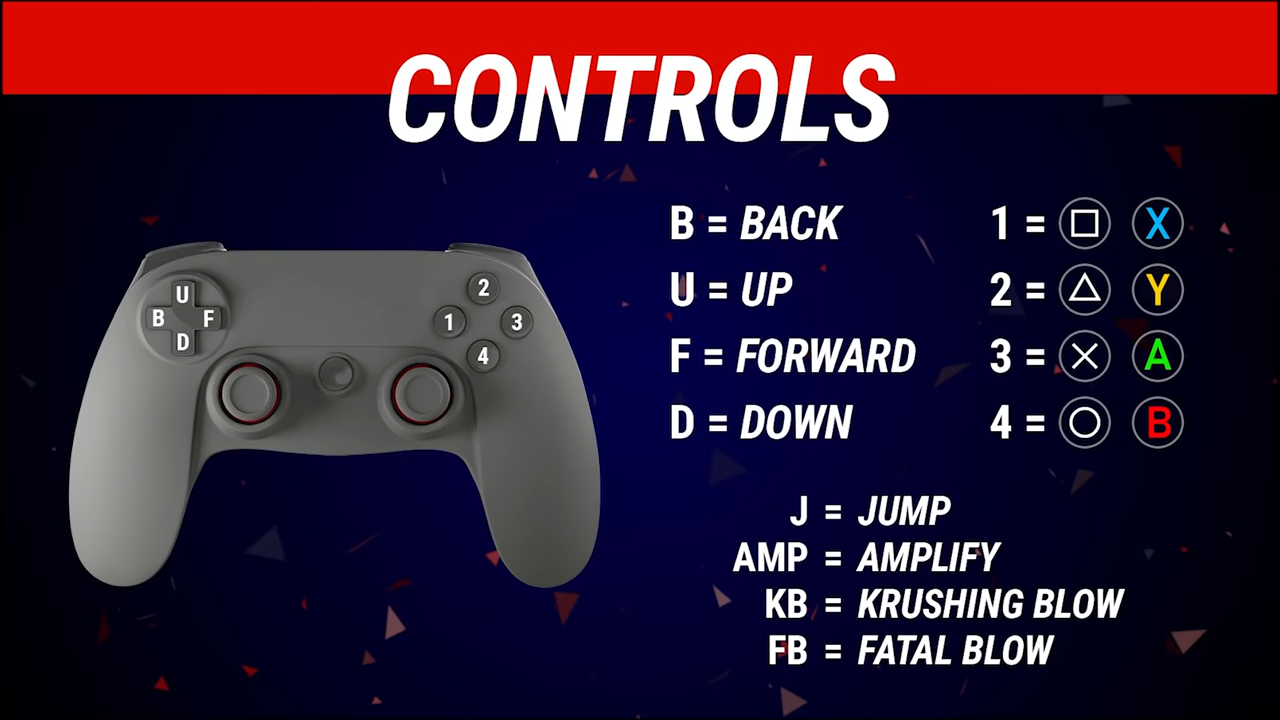 CONTROLS
U
B F
D
2
1 3
4
B = BACK
U = UP
F = FORWARD
D = DOWN
1 = □ X
2 = △ Y
3 = ✕ A
4 = ○ B
J = JUMP
AMP = AMPLIFY
KB = KRUSHING BLOW
FB = FATAL BLOW